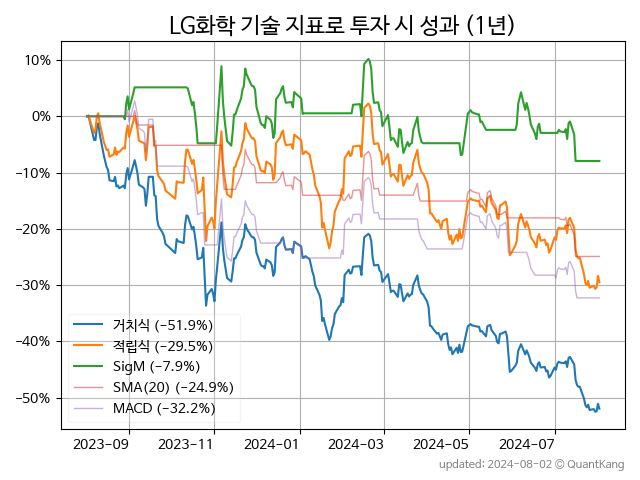 LG화학 기술 지표로 투자 시 성과 (1년)
10%
0%
−10%
−20%
−30%
−40%
−50%
거치식 (−51.9%)
적립식 (−29.5%)
SigM (−7.9%)
SMA(20) (−24.9%)
MACD (−32.2%)
2023-09 2023-11 2024-01 2024-03 2024-05 2024-07
updated: 2024-08-02 © QuantKang